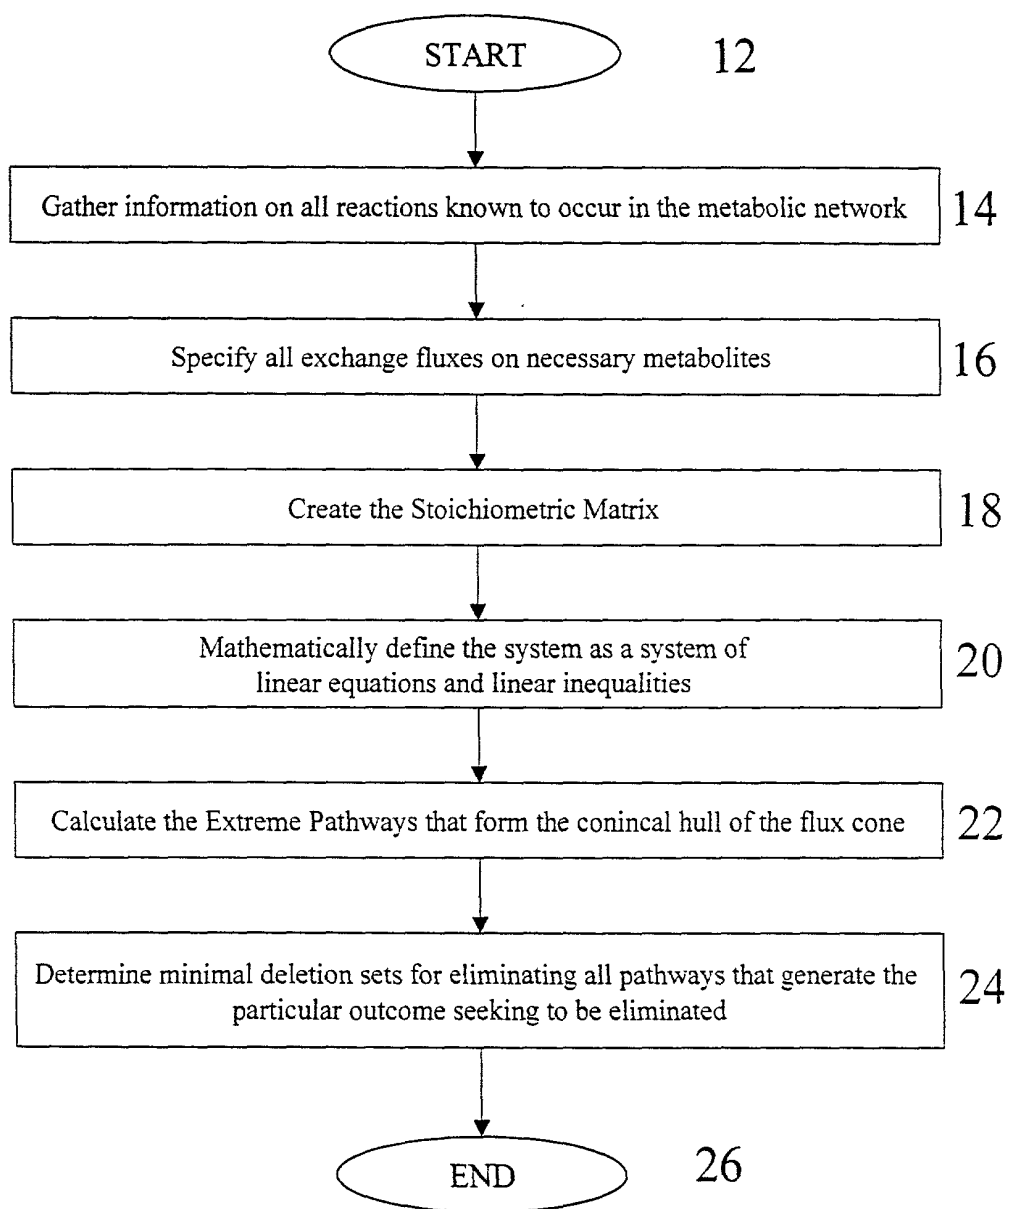 START
12
Gather information on all reactions known to occur in the metabolic network
14
Specify all exchange fluxes on necessary metabolites
16
Create the Stoichiometric Matrix
18
Mathematically define the system as a system of
linear equations and linear inequalities
20
Calculate the Extreme Pathways that form the conincal hull of the flux cone
22
Determine minimal deletion sets for eliminating all pathways that generate the
particular outcome seeking to be eliminated
24
END
26